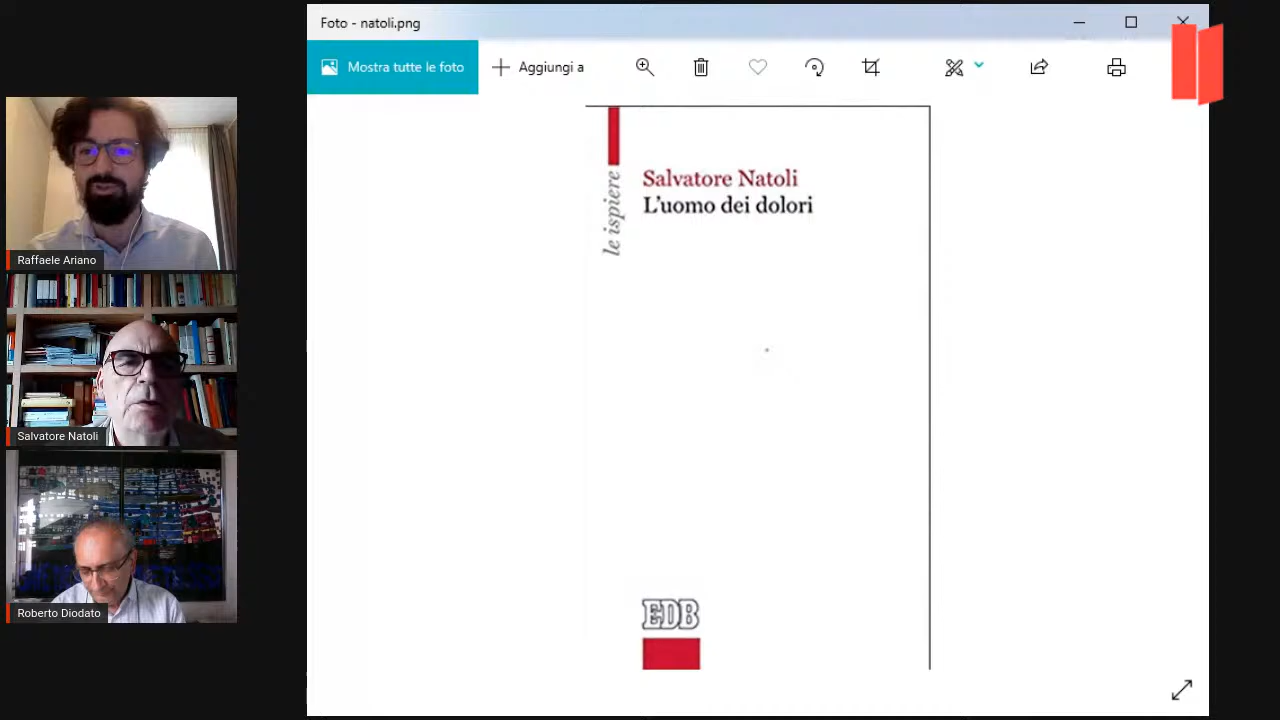 Foto - natoli.png
Mostra tutte le foto
Aggiungi a
le ispiere
Salvatore Natoli
L'uomo dei dolori
EDB
Raffaele Ariano
Salvatore Natoli
Roberto Diodato